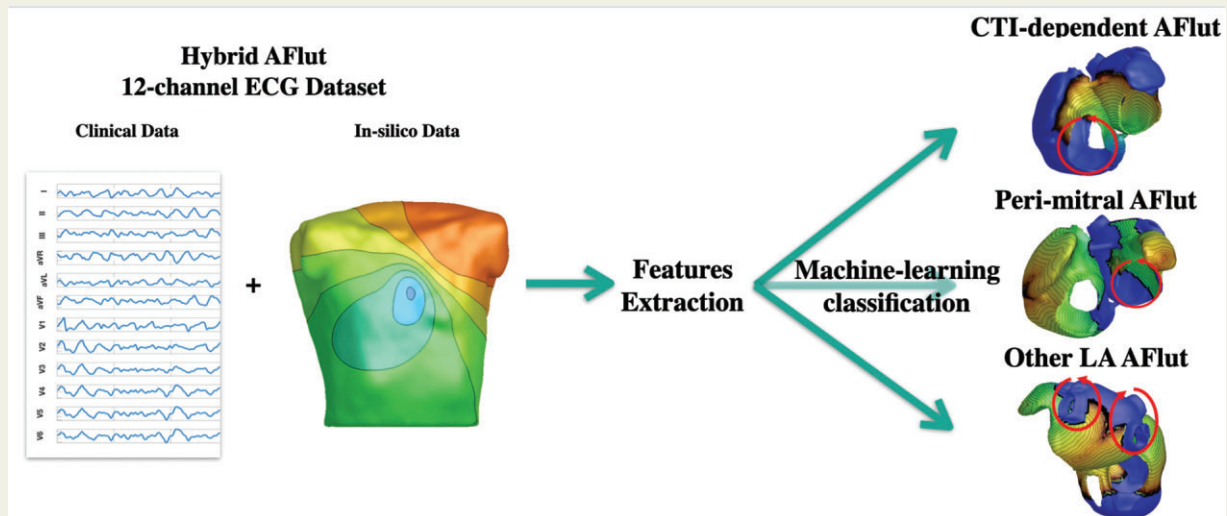 Hybrid AFlut
12-channel ECG Dataset
Clinical Data
In-silico Data
I
II
III
aVR
aVL
aVF
V1
V2
V3
V4
V5
V6
+
Features
Extraction
Machine-learning
classification
CTI-dependent AFlut
Peri-mitral AFlut
Other LA AFlut